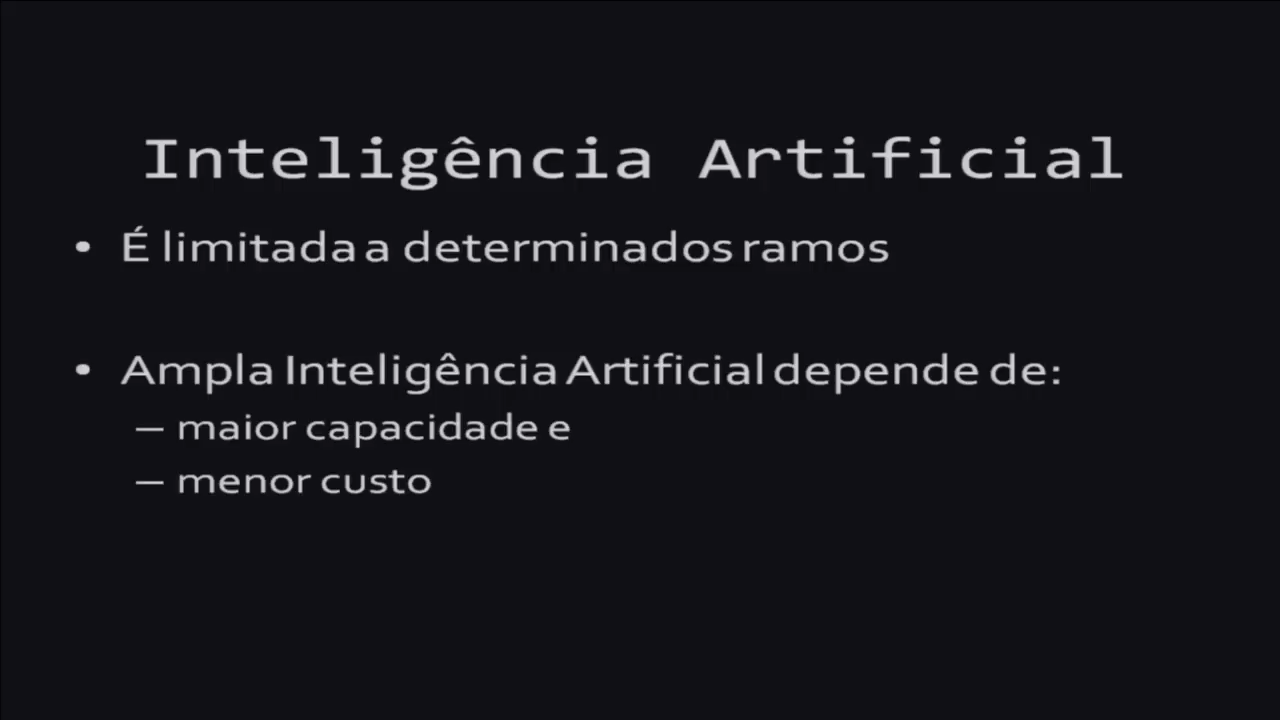 Inteligência Artificial
• É limitada a determinados ramos
• Ampla Inteligência Artificial depende de:
– maior capacidade e
– menor custo